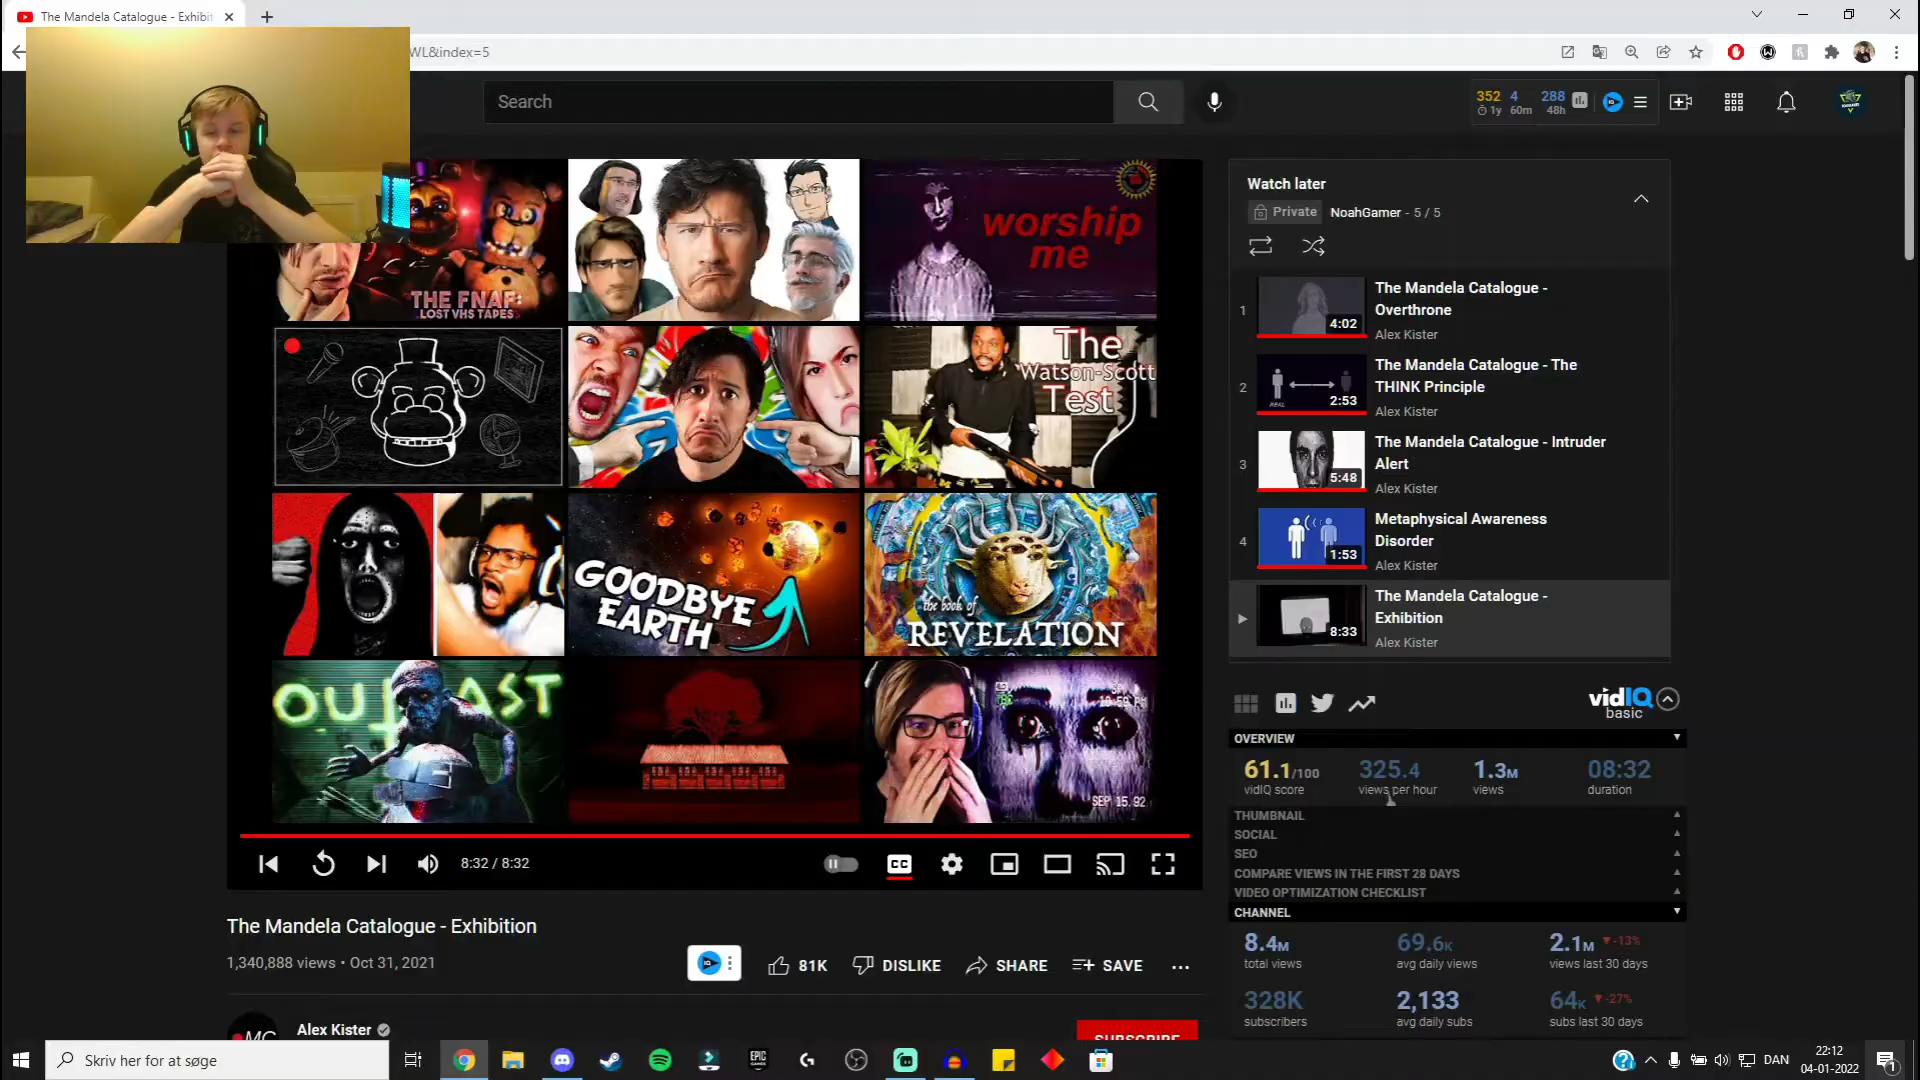 The Mandela Catalogue - Exhibit
WL&index=5
Search
352 4 288
1y 60m 48h
THE FNAF:
LOST VHS TAPES
worship
me
The
Watson-Scott
Test
GOODBYE
EARTH
the book of
REVELATION
OUTLAST
SEP 15.92
8:32 / 8:32
CC
The Mandela Catalogue - Exhibition
1,340,888 views • Oct 31, 2021
81K
DISLIKE
SHARE
SAVE
Alex Kister
SUBSCRIBE
Watch later
Private
NoahGamer - 5 / 5
1
4:02
The Mandela Catalogue -
Overthrone
Alex Kister
2
REAL
2:53
The Mandela Catalogue - The
THINK Principle
Alex Kister
3
5:48
The Mandela Catalogue - Intruder
Alert
Alex Kister
4
1:53
Metaphysical Awareness
Disorder
Alex Kister
8:33
The Mandela Catalogue -
Exhibition
Alex Kister
vidIQ
basic
OVERVIEW
61.1/100 325.4 1.3M 08:32
vidIQ score views per hour views duration
THUMBNAIL
SOCIAL
SEO
COMPARE VIEWS IN THE FIRST 28 DAYS
VIDEO OPTIMIZATION CHECKLIST
CHANNEL
8.4M 69.6K 2.1M -13%
total views avg daily views views last 30 days
328K 2,133 64K -27%
subscribers avg daily subs subs last 30 days
Skriv her for at søge
EPIC
GAMES
DAN
22:12
04-01-2022
1